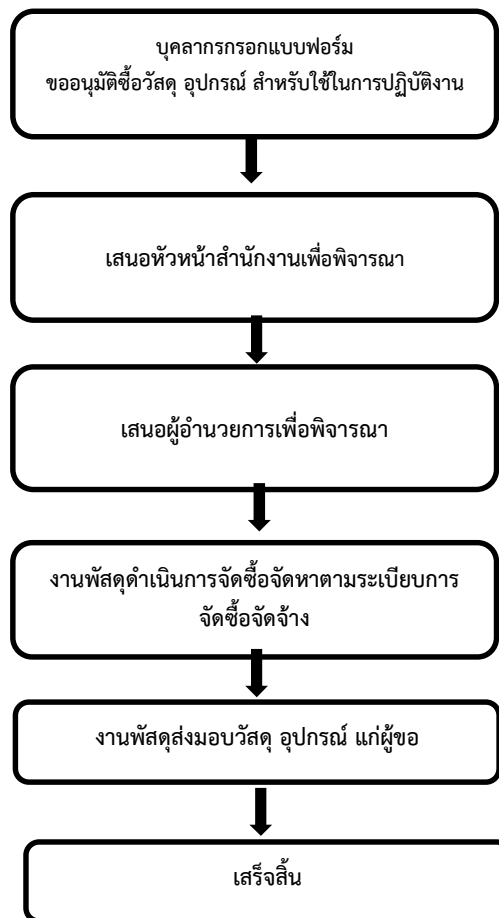 บุคลากรกรอกแบบฟอร์ม
ขออนุมัติซื้อวัสดุ อุปกรณ์ สำหรับใช้ในการปฏิบัติงาน
เสนอหัวหน้าสำนักงานเพื่อพิจารณา
เสนอผู้อำนวยการเพื่อพิจารณา
งานพัสดุดำเนินการจัดซื้อจัดหาตามระเบียบการ
จัดซื้อจัดจ้าง
งานพัสดุส่งมอบวัสดุ อุปกรณ์ แก่ผู้ขอ
เสร็จสิ้น